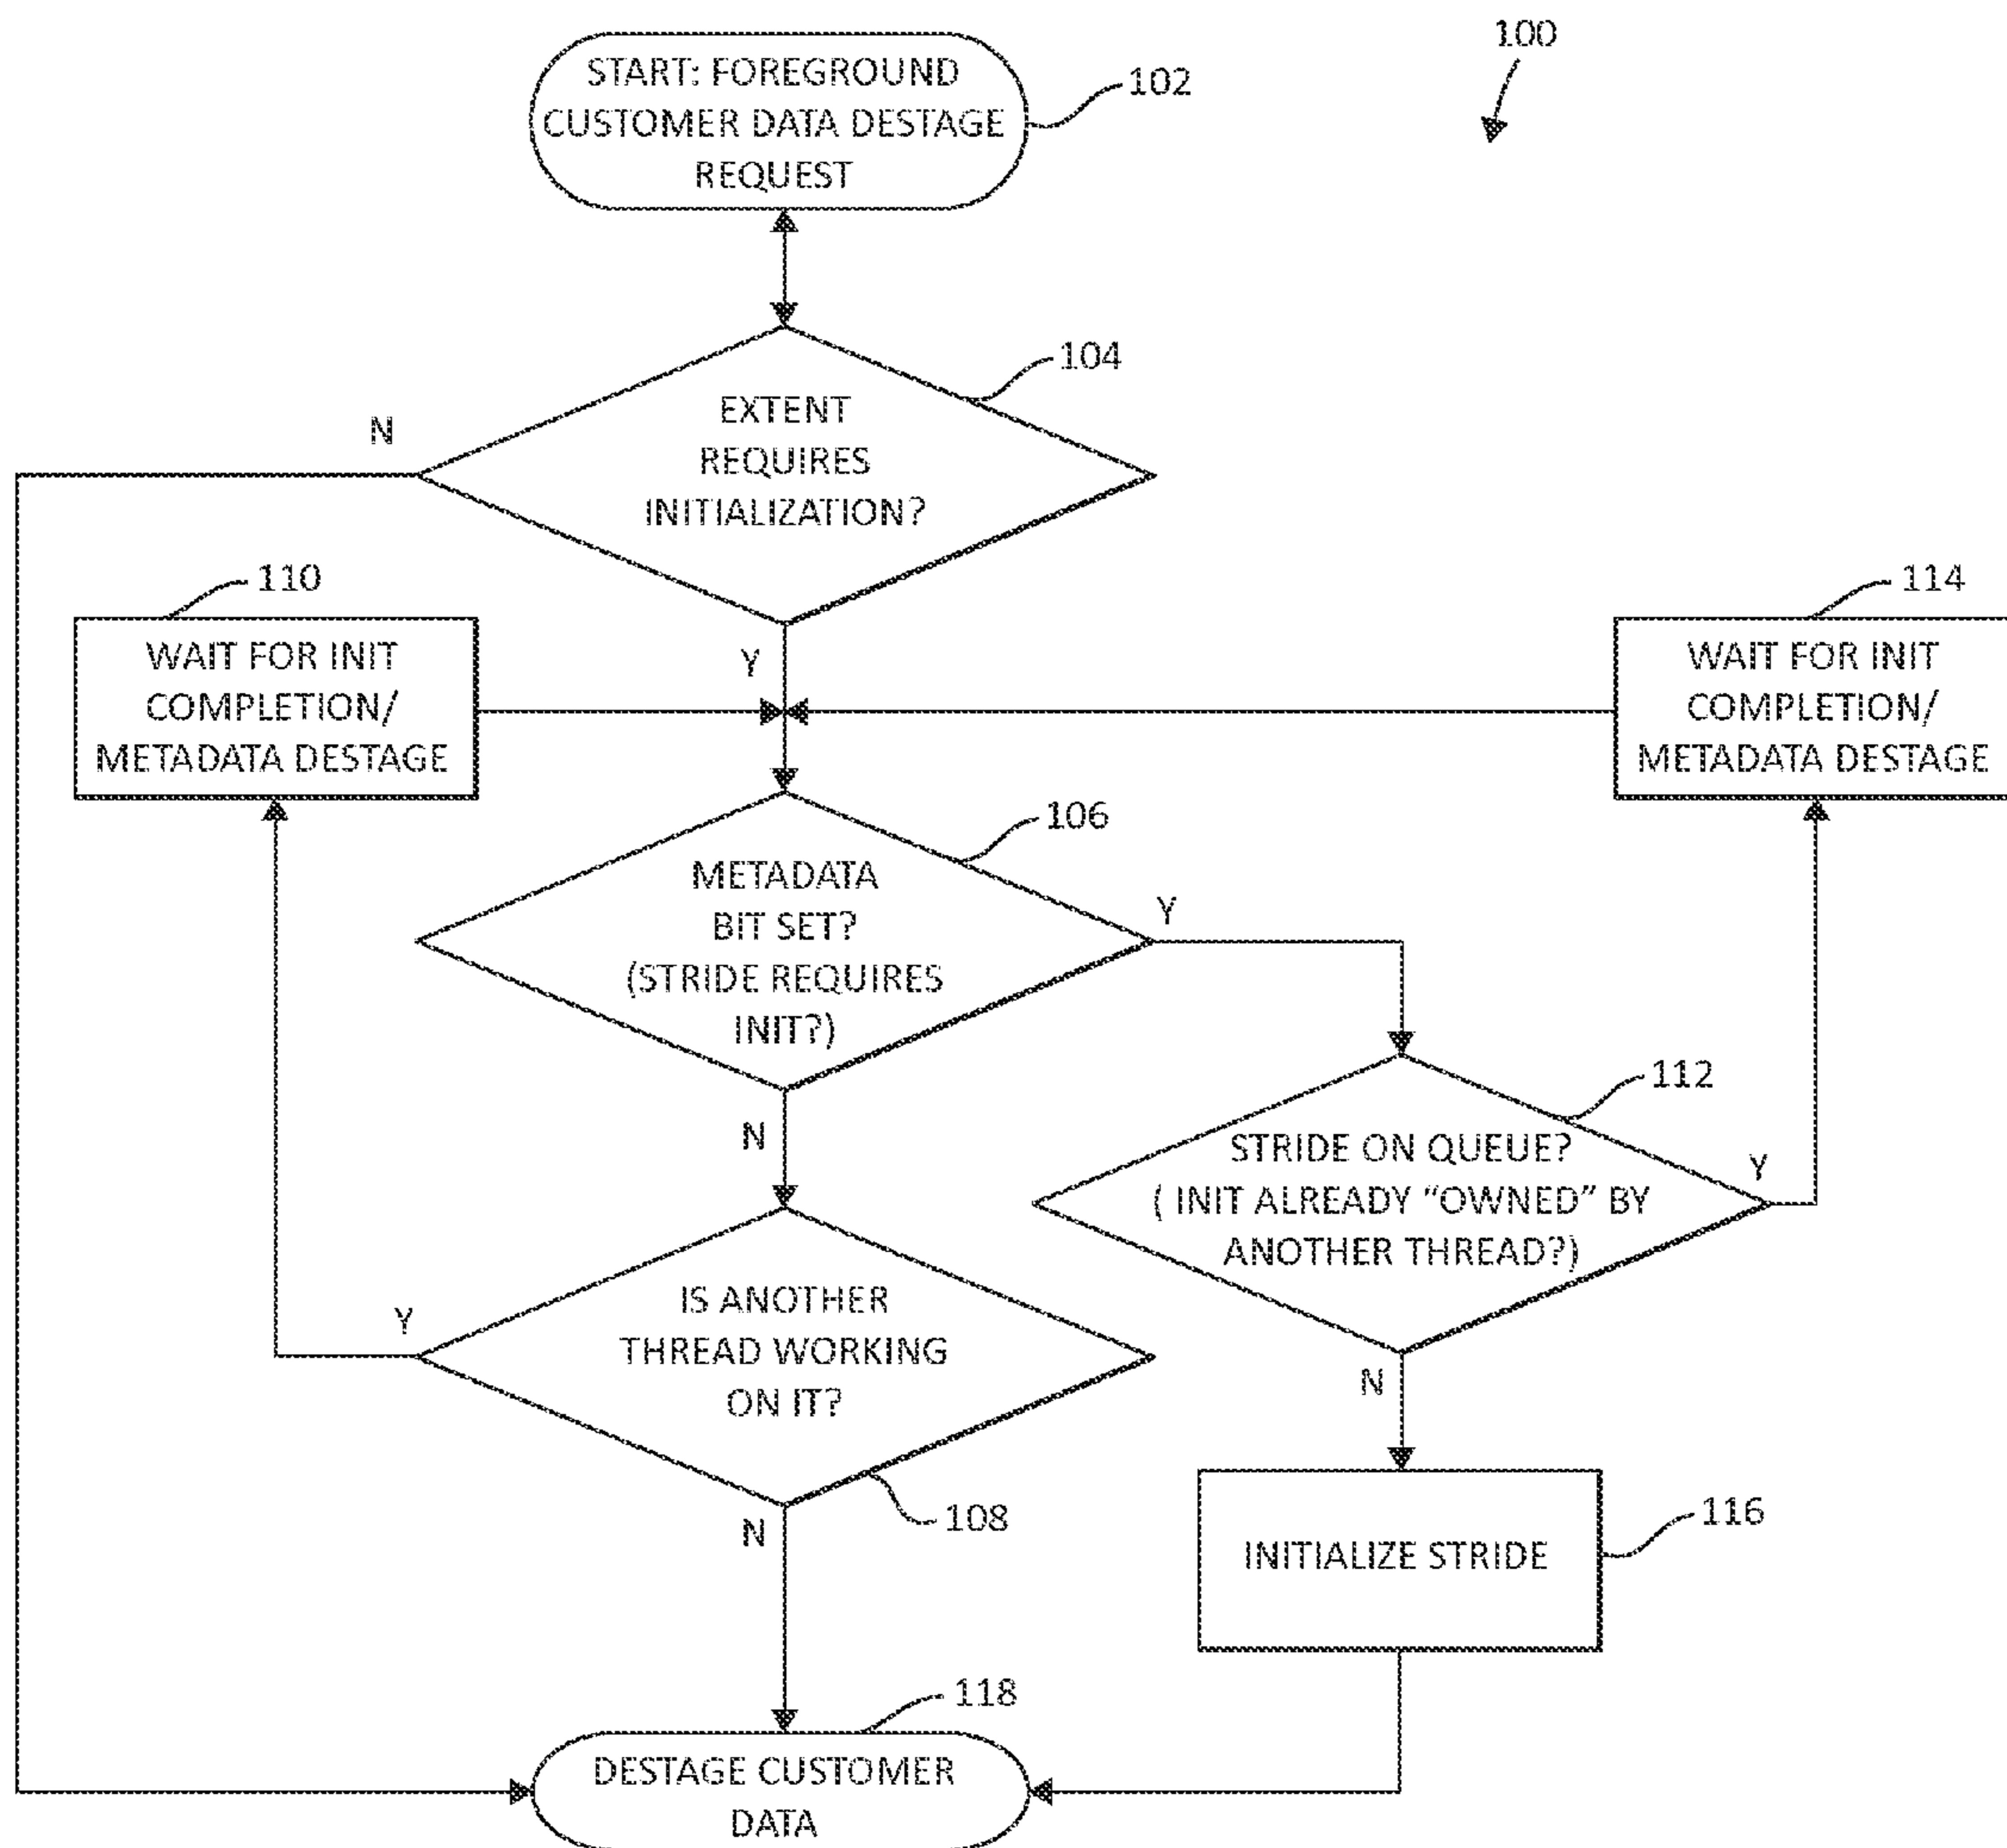 100
START: FOREGROUND
CUSTOMER DATA DESTAGE
REQUEST
102
104
EXTENT
REQUIRES
INITIALIZATION?
N
Y
110
WAIT FOR INIT
COMPLETION/
METADATA DESTAGE
114
WAIT FOR INIT
COMPLETION/
METADATA DESTAGE
106
METADATA
BIT SET?
(STRIDE REQUIRES
INIT?)
Y
N
112
STRIDE ON QUEUE?
( INIT ALREADY “OWNED” BY
ANOTHER THREAD?)
Y
N
IS ANOTHER
THREAD WORKING
ON IT?
Y
108
N
116
INITIALIZE STRIDE
118
DESTAGE CUSTOMER
DATA